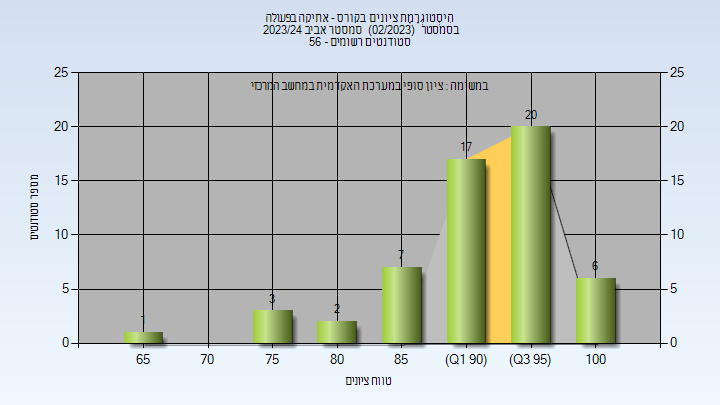 היסטוגרמת ציונים בקורס - אתיקה בפעולה
בסמסטר (02/2023) סמסטר אביב 2023/24
סטודנטים רשומים - 56
במשימה : ציון סופי במערכת האקדמית במחשב המרכזי
25 25
20 20
15 15
10 10
5 5
0 0
מספר סטודנטים
1 3 2 7 17 20 6
65 70 75 80 85 (Q1 90) (Q3 95) 100
טווח ציונים